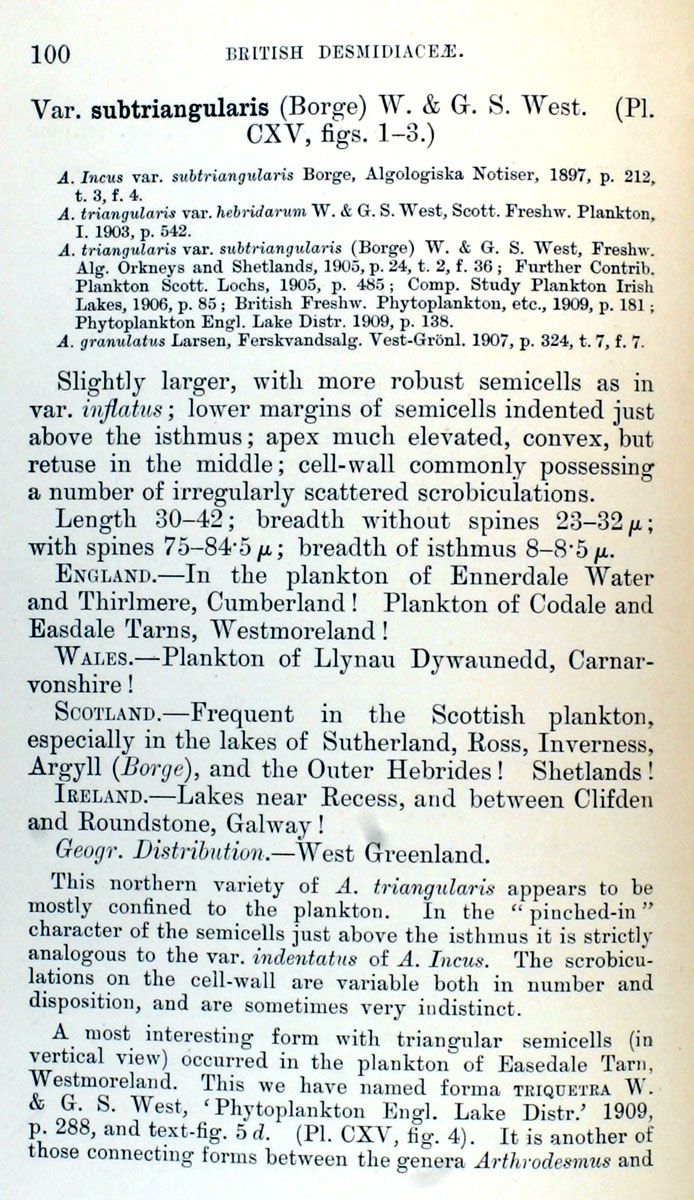 100
BRITISH DESMIDIACEÆ.
Var. subtriangularis (Borge) W. & G. S. West. (Pl.
CXV, figs. 1–3.)
A. Incus var. subtriangularis Borge, Algologiska Notiser, 1897, p. 212,
t. 3, f. 4.
A. triangularis var. hebridarum W. & G. S. West, Scott. Freshw. Plankton,
I. 1903, p. 542.
A. triangularis var. subtriangularis (Borge) W. & G. S. West, Freshw.
Alg. Orkneys and Shetlands, 1905, p. 24, t. 2, f. 36 ; Further Contrib.
Plankton Scott. Lochs, 1905, p. 485 ; Comp. Study Plankton Irish
Lakes, 1906, p. 85 ; British Freshw. Phytoplankton, etc., 1909, p. 181 ;
Phytoplankton Engl. Lake Distr. 1909, p. 138.
A. granulatus Larsen, Ferskvandsalg. Vest-Grönl. 1907, p. 324, t. 7, f. 7.
Slightly larger, with more robust semicells as in
var. inflatus ; lower margins of semicells indented just
above the isthmus ; apex much elevated, convex, but
retuse in the middle ; cell-wall commonly possessing
a number of irregularly scattered scrobiculations.
Length 30–42 ; breadth without spines 23–32 μ ;
with spines 75–84·5 μ ; breadth of isthmus 8–8·5 μ.
ENGLAND.—In the plankton of Ennerdale Water
and Thirlmere, Cumberland ! Plankton of Codale and
Easdale Tarns, Westmoreland !
WALES.—Plankton of Llynau Dywaunedd, Carnar-
vonshire !
SCOTLAND.—Frequent in the Scottish plankton,
especially in the lakes of Sutherland, Ross, Inverness,
Argyll (Borge), and the Outer Hebrides ! Shetlands !
IRELAND.—Lakes near Recess, and between Clifden
and Roundstone, Galway !
Geogr. Distribution.—West Greenland.
This northern variety of A. triangularis appears to be
mostly confined to the plankton. In the “ pinched-in ”
character of the semicells just above the isthmus it is strictly
analogous to the var. indentatus of A. Incus. The scrobicu-
lations on the cell-wall are variable both in number and
disposition, and are sometimes very indistinct.
A most interesting form with triangular semicells (in
vertical view) occurred in the plankton of Easedale Tarn,
Westmoreland. This we have named forma TRIQUETRA W.
& G. S. West, ‘ Phytoplankton Engl. Lake Distr.’ 1909,
p. 288, and text-fig. 5 d. (Pl. CXV, fig. 4). It is another of
those connecting forms between the genera Arthrodesmus and